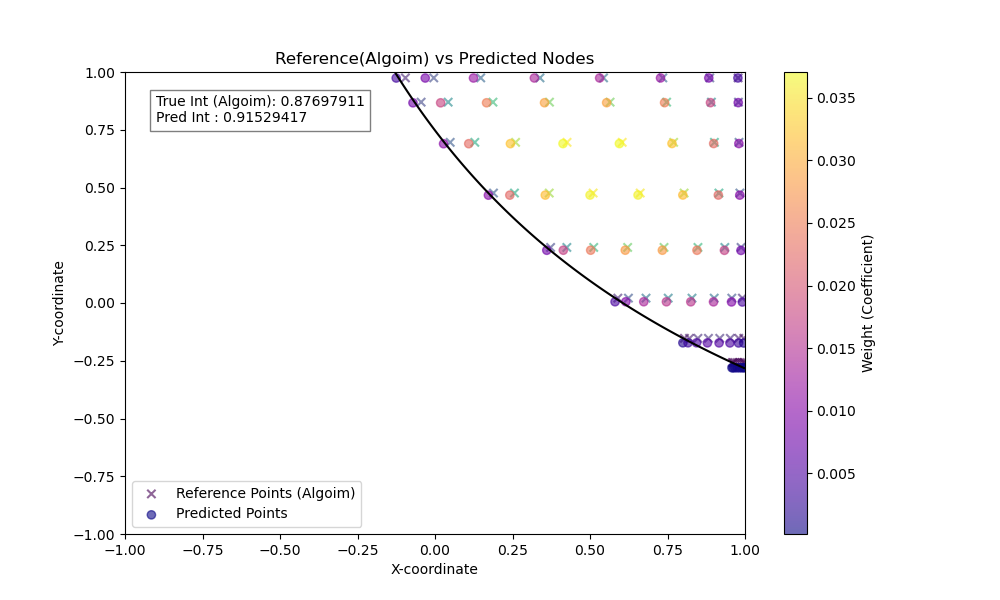 Reference(Algoim) vs Predicted Nodes
True Int (Algoim): 0.87697911
Pred Int : 0.91529417
1.00
0.75
0.50
0.25
0.00
−0.25
−0.50
−0.75
−1.00
Y-coordinate
Reference Points (Algoim)
Predicted Points
−1.00 −0.75 −0.50 −0.25 0.00 0.25 0.50 0.75 1.00
X-coordinate
0.035
0.030
0.025
0.020
0.015
0.010
0.005
Weight (Coefficient)